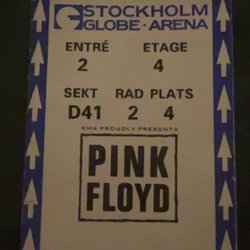 STOCKHOLM
GLOBE·ARENA
ENTRÉ ETAGE
2 4
SEKT RAD PLATS
D41 2 4
EMA PROUDLY PRESENTS
PINK
FLOYD